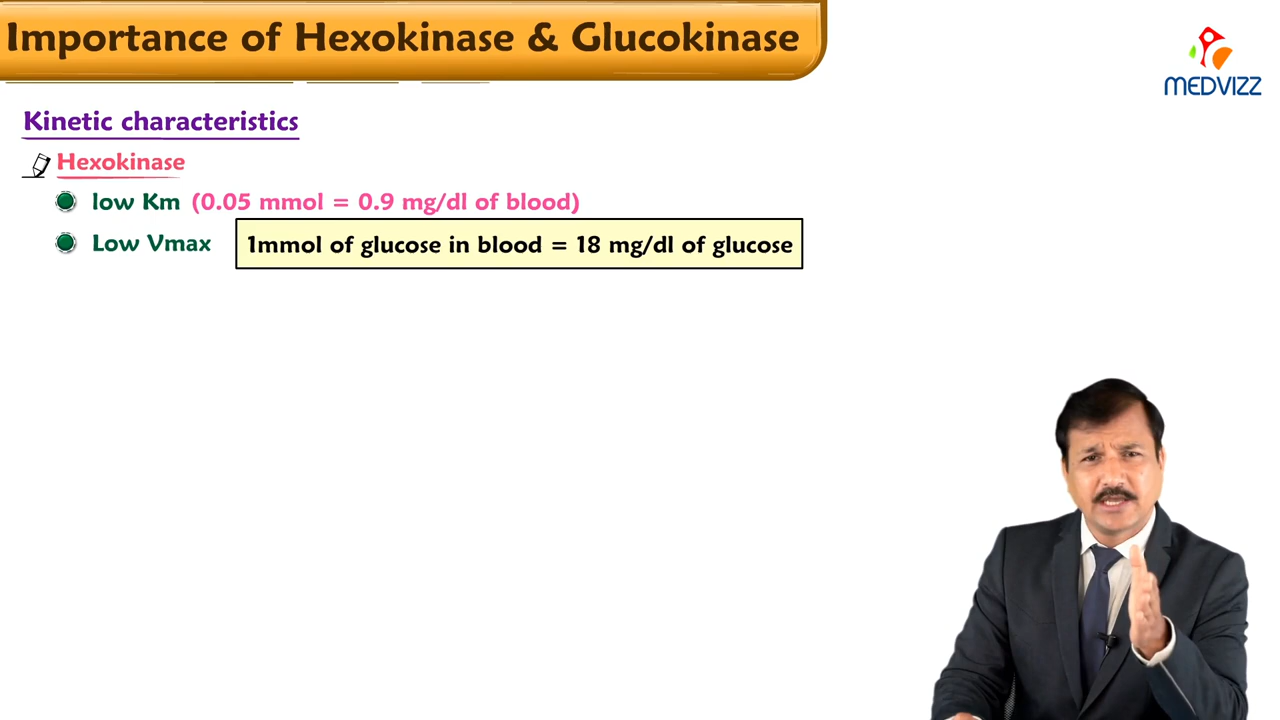 Importance of Hexokinase & Glucokinase
MEDVIZZ
Kinetic characteristics
Hexokinase
low Km (0.05 mmol = 0.9 mg/dl of blood)
Low Vmax
1mmol of glucose in blood = 18 mg/dl of glucose